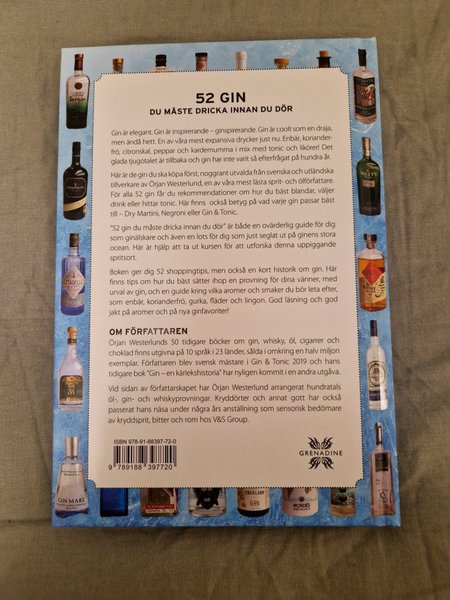 52 GIN
DU MÅSTE DRICKA INNAN DU DÖR
Gin är elegant. Gin är inspirerande – ginspirerande. Gin är coolt som en draja,
men ändå hett. En av våra mest expansiva drycker just nu. Enbär, koriander-
frö, citronskal, peppar och kardemumma i mix med tonic och likörer! Det
glada tjugotalet är tillbaka och gin har inte varit så efterfrågat på hundra år.
Här är de gin du ska köpa först, noggrant utvalda från svenska och utländska
tillverkare av Örjan Westerlund, en av våra mest lästa sprit- och ölförfattare.
För alla 52 gin får du rekommendationer om hur du bäst blandar, väljer
drink eller hittar tonic. Här finns också betyg på vad varje gin passar bäst
till – Dry Martini, Negroni eller Gin & Tonic.
"52 gin du måste dricka innan du dör" är både en ovärderlig guide för dig
som ginälskare och även en lots för dig som just seglat ut på ginens stora
ocean. Här är hjälp att ta ut kursen för att utforska denna uppiggande
spritsort.
Boken ger dig 52 shoppingtips, men också en kort historik om gin. Här
finns tips om hur du bäst sätter ihop en provning för dina vänner, med
urval av gin, och en guide kring vilka aromer och smaker du bör leta efter,
som enbär, korianderfrö, gurka, fläder och lingon. God läsning och god
jakt på aromer och på nya ginfavoriter!
OM FÖRFATTAREN
Örjan Westerlunds 50 tidigare böcker om gin, whisky, öl, cigarrer och
choklad finns utgivna på 10 språk i 23 länder, sålda i omkring en halv miljon
exemplar. Författaren blev svensk mästare i Gin & Tonic 2019 och hans
tidigare bok "Gin – en kärlekshistoria" har nyligen kommit i en andra utgåva.
Vid sidan av författarskapet har Örjan Westerlund arrangerat hundratals
öl-, gin- och whiskyprovningar. Kryddörter och annat gott har också
passerat hans näsa under några års anställning som sensorisk bedömare
av kryddsprit, bitter och rom hos V&S Group.
ISBN 978-91-88397-72-0
9 789188 397720
GRENADINE
GIN MARE
ELEPHANT GIN
GIN
NORDÉS